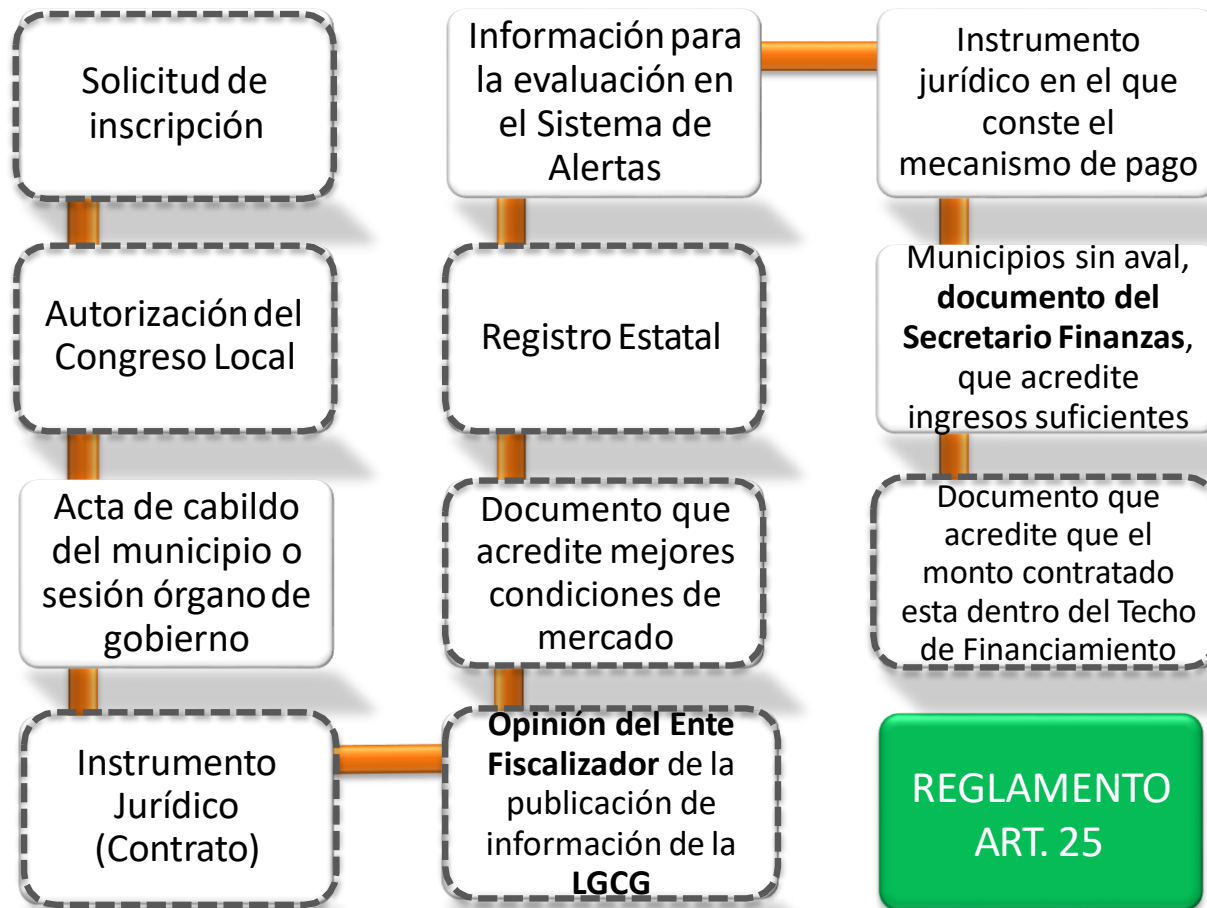 Solicitud de
inscripción
Autorización del
Congreso Local
Acta de cabildo
del municipio o
sesión órgano de
gobierno
Instrumento
Jurídico
(Contrato)
Opinión del Ente
Fiscalizador de la
publicación de
información de la
LGCG
Documento que
acredite mejores
condiciones de
mercado
Registro Estatal
Información para
la evaluación en
el Sistema de
Alertas
Instrumento
jurídico en el que
conste el
mecanismo de pago
Municipios sin aval,
documento del
Secretario Finanzas,
que acredite
ingresos suficientes
Documento que
acredite que el
monto contratado
esta dentro del Techo
de Financiamiento
REGLAMENTO
ART. 25